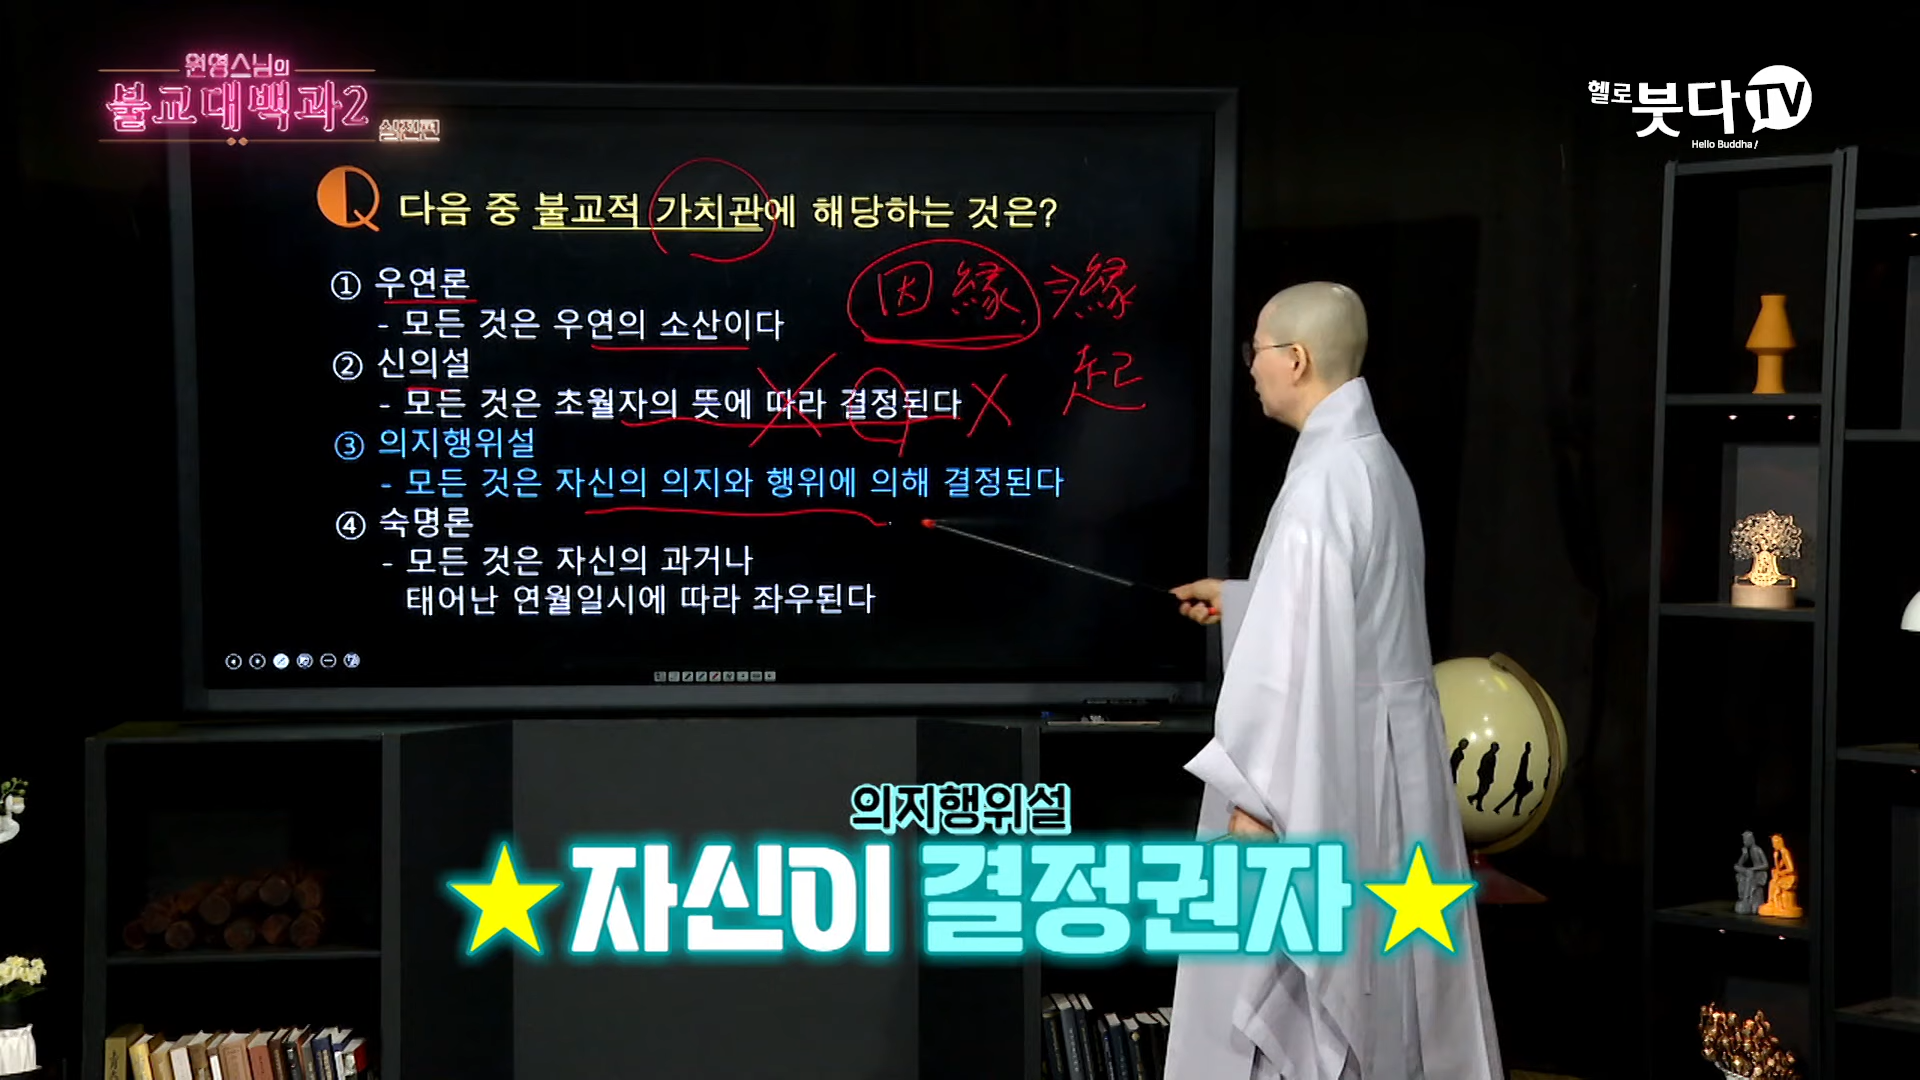 원영스님의
불교대백과2
실전편
헬로
붓다TV
Hello Buddha!
Q 다음 중 불교적 가치관에 해당하는 것은?
① 우연론
- 모든 것은 우연의 소산이다
因緣 ⇒ 緣
起
② 신의설
- 모든 것은 초월자의 뜻에 따라 결정된다
③ 의지행위설
- 모든 것은 자신의 의지와 행위에 의해 결정된다
④ 숙명론
- 모든 것은 자신의 과거나
태어난 연월일시에 따라 좌우된다
의지행위설
★자신이 결정권자★